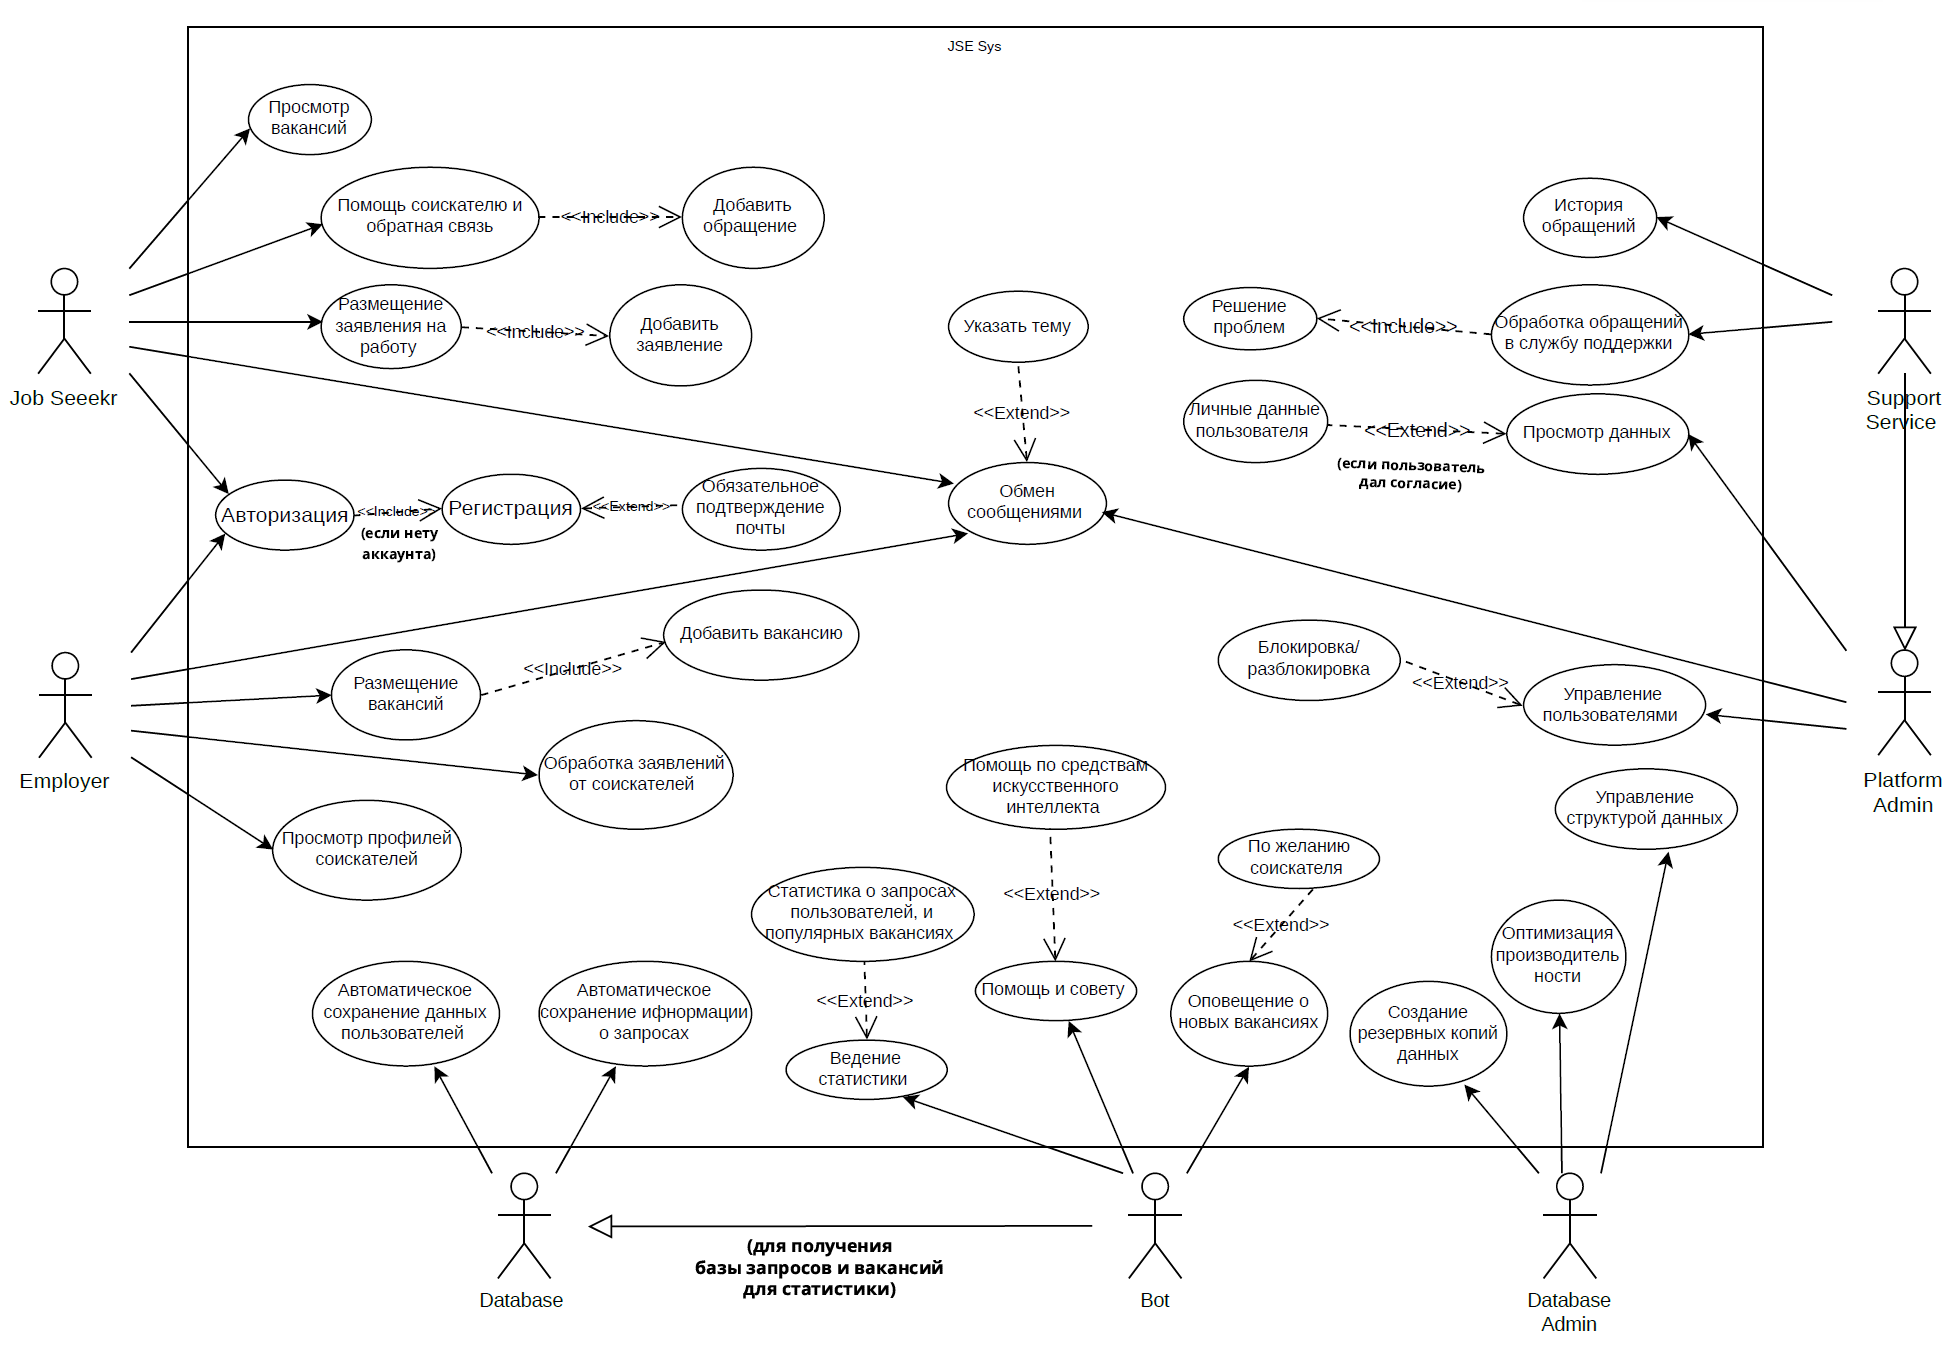 JSE Sys
Просмотр
вакансий
Помощь соискателю и
обратная связь
<<Include>>
Добавить
обращение
История
обращений
Размещение
заявления на
работу
<<Include>>
Добавить
заявление
Указать тему
Решение
проблем
<<Include>>
Обработка обращений
в службу поддержки
Job Seeekr
Support
Service
<<Extend>>
Личные данные
пользователя
<<Extend>>
Просмотр данных
(если пользователь
дал согласие)
Авторизация
<<Include>>
(если нету
аккаунта)
Регистрация
<<Extend>>
Обязательное
подтверждение
почты
Обмен
сообщениями
Добавить вакансию
<<Include>>
Размещение
вакансий
Блокировка/
разблокировка
<<Extend>>
Управление
пользователями
Employer
Platform
Admin
Обработка заявлений
от соискателей
Помощь по средствам
искусственного
интеллекта
Управление
структурой данных
Просмотр профилей
соискателей
По желанию
соискателя
Статистика о запросах
пользователей, и
популярных вакансиях
<<Extend>>
<<Extend>>
Оптимизация
производитель
ности
Автоматическое
сохранение данных
пользователей
Автоматическое
сохранение ифнормации
о запросах
<<Extend>>
Помощь и совету
Оповещение о
новых вакансиях
Создание
резервных копий
данных
Ведение
статистики
(для получения
базы запросов и вакансий
для статистики)
Database
Bot
Database
Admin